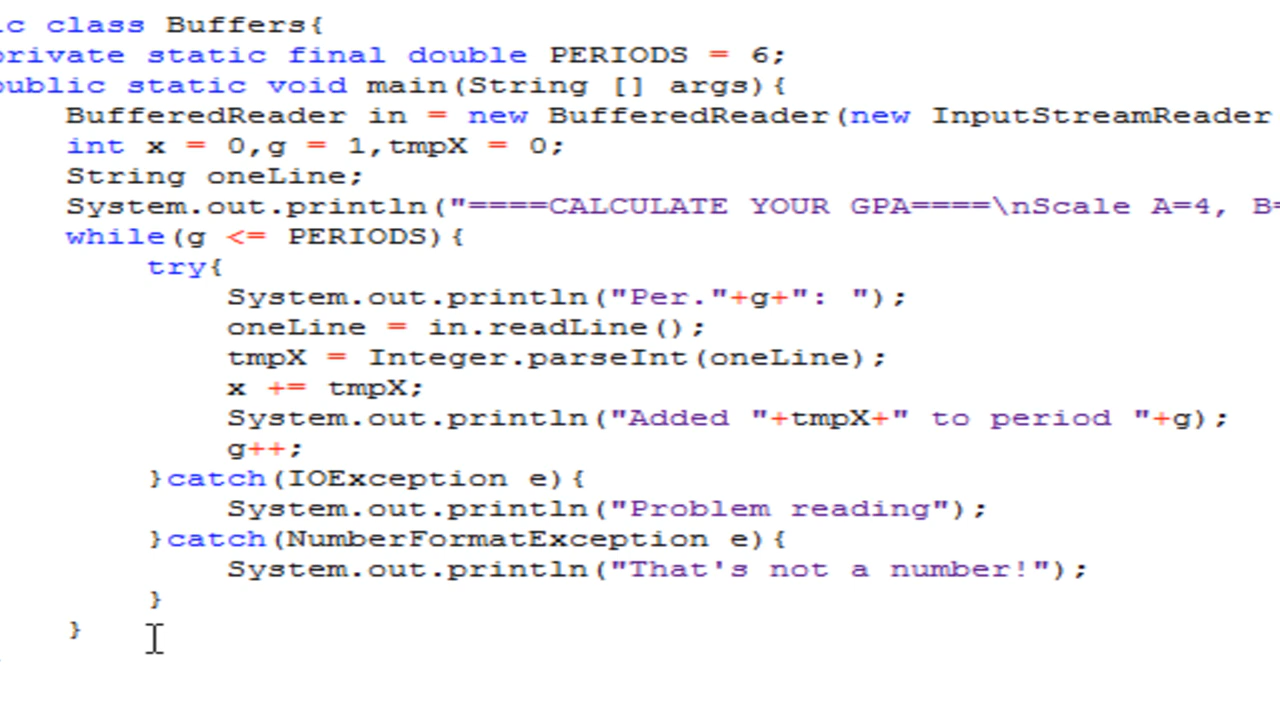 ic class Buffers{
private static final double PERIODS = 6;
public static void main(String [] args){
BufferedReader in = new BufferedReader(new InputStreamReader
int x = 0,g = 1,tmpX = 0;
String oneLine;
System.out.println("====CALCULATE YOUR GPA====\nScale A=4, B=
while(g <= PERIODS){
try{
System.out.println("Per."+g+": ");
oneLine = in.readLine();
tmpX = Integer.parseInt(oneLine);
x += tmpX;
System.out.println("Added "+tmpX+" to period "+g);
g++;
}catch(IOException e){
System.out.println("Problem reading");
}catch(NumberFormatException e){
System.out.println("That's not a number!");
}
}